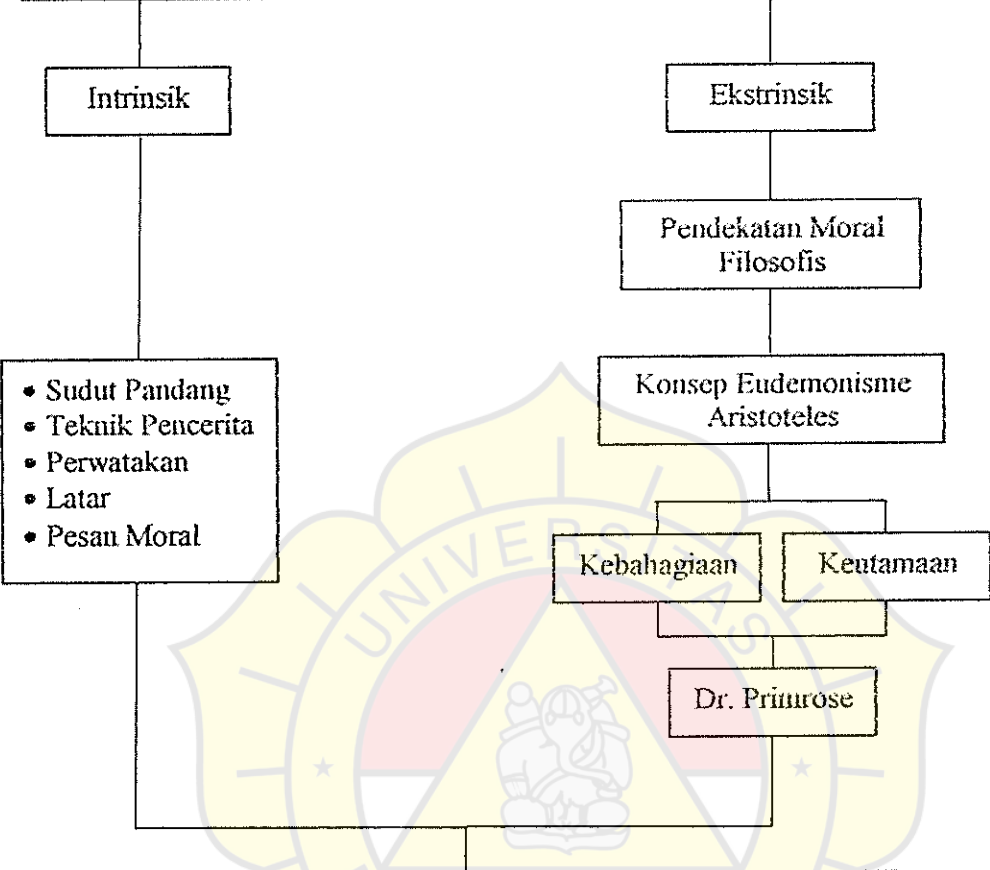 Intrinsik
Ekstrinsik
Pendekatan Moral
Filosofis
Konsep Eudemonisme
Aristoteles
• Sudut Pandang
• Teknik Pencerita
• Perwatakan
• Latar
• Pesan Moral
Kebahagiaan
Keutamaan
Dr. Primrose
UNIVERSITAS